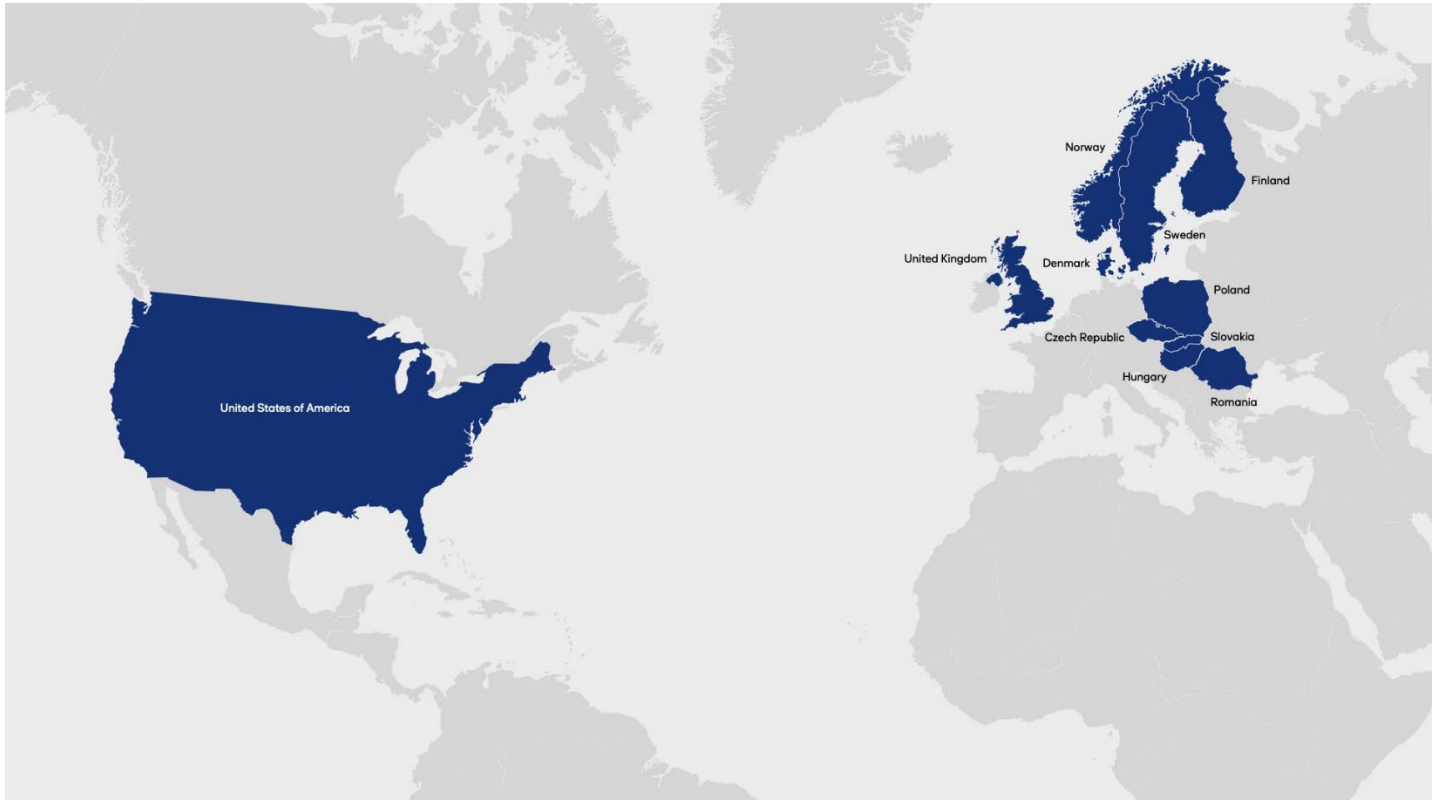 Norway
Finland
Sweden
United Kingdom
Denmark
Poland
Czech Republic
Slovakia
Hungary
Romania
United States of America